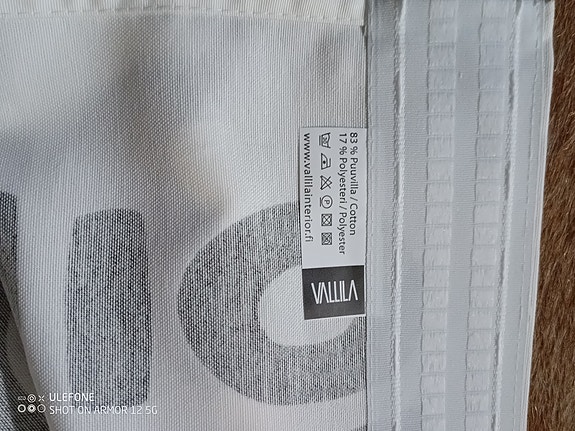 83 % Puuvilla / Cotton
17 % Polyesteri / Polyester
www.vallilainterior.fi
VALLILA
ULEFONE
SHOT ON ARMOR 12 5G